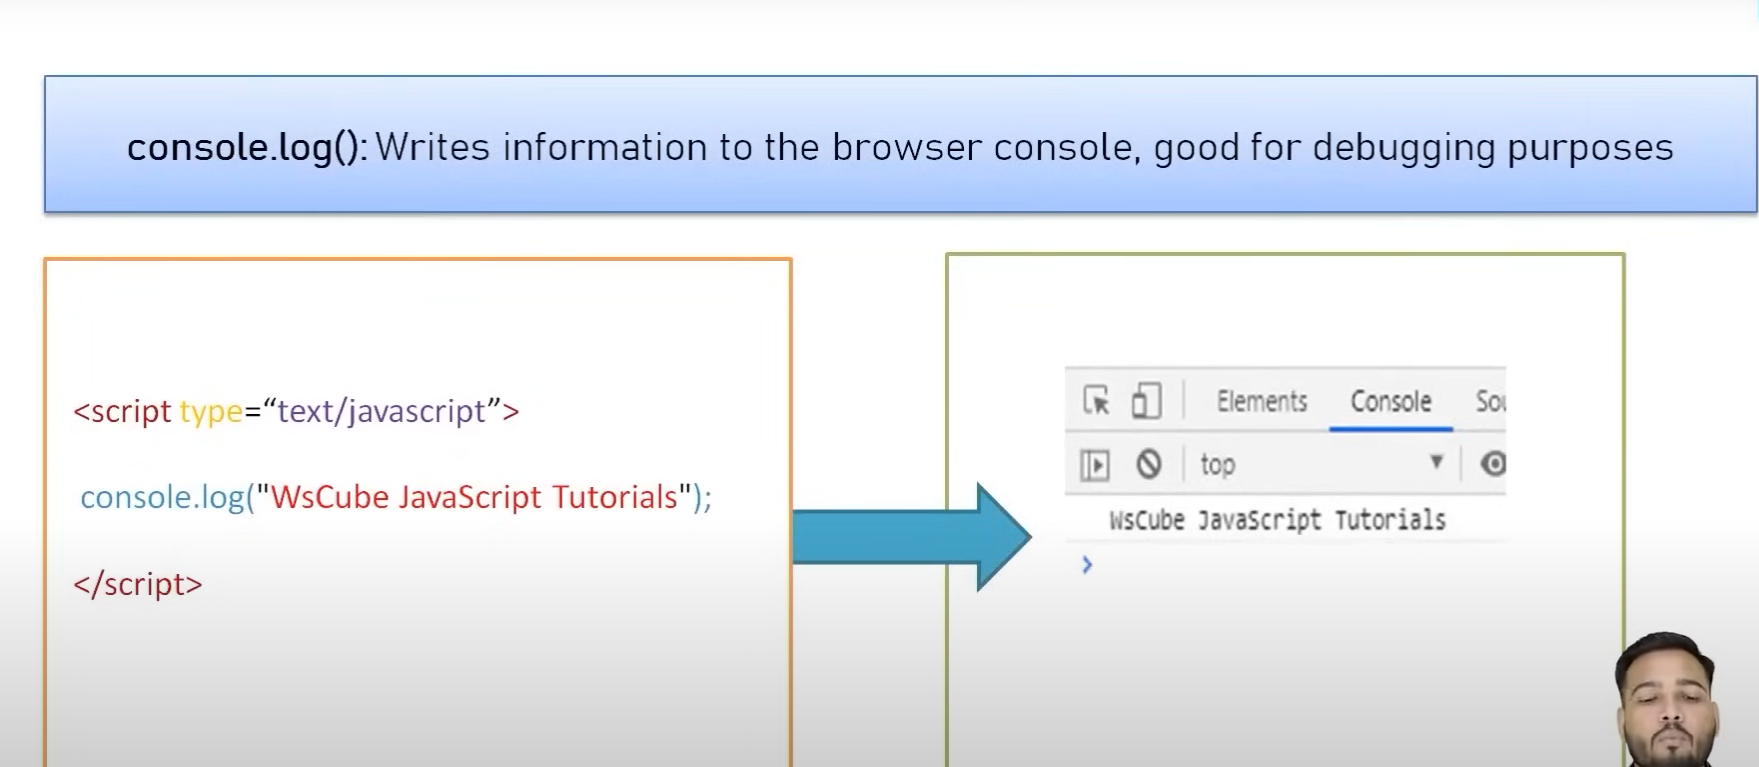 console.log(): Writes information to the browser console, good for debugging purposes
<script type=“text/javascript”>
console.log("WsCube JavaScript Tutorials");
</script>
Elements Console Sou
top
WsCube JavaScript Tutorials